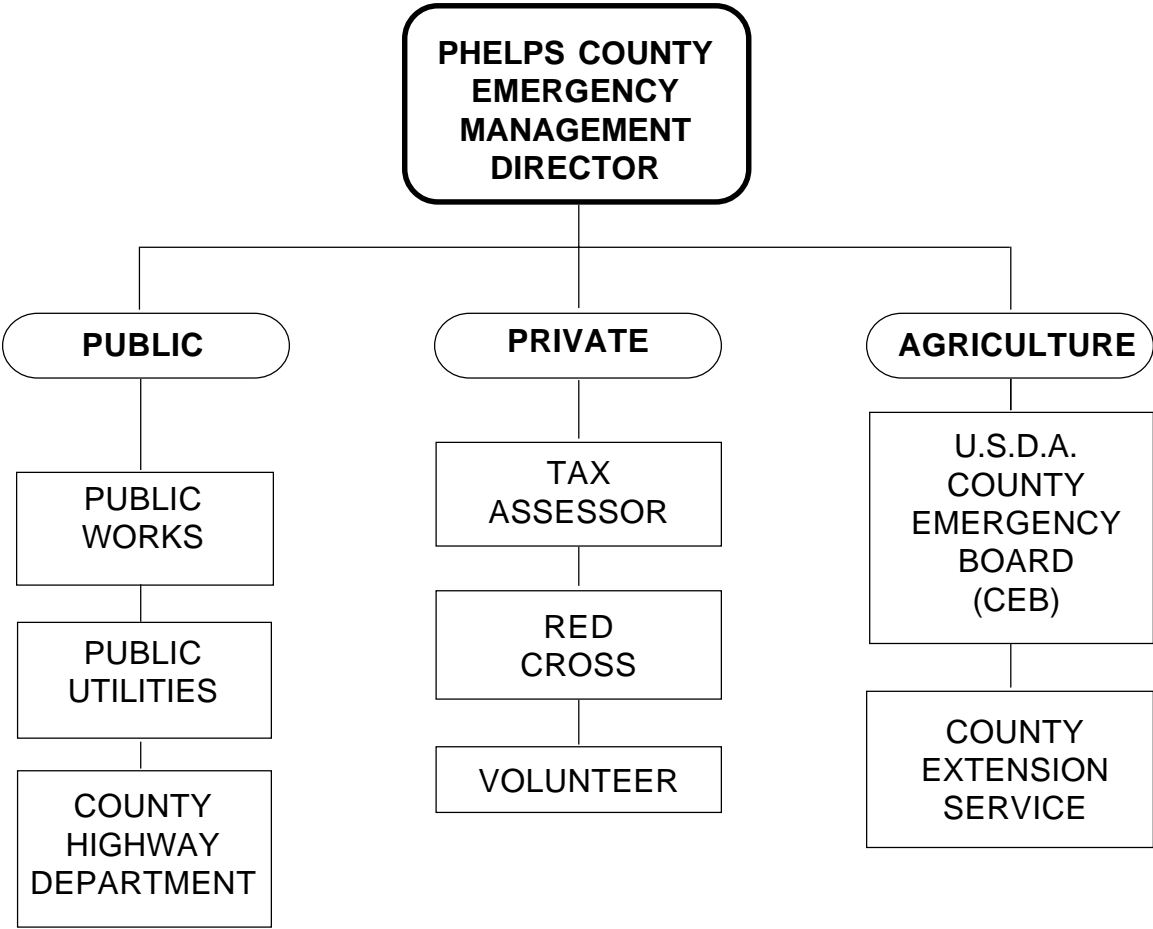 PHELPS COUNTY
EMERGENCY
MANAGEMENT
DIRECTOR
PUBLIC
PUBLIC
WORKS
PUBLIC
UTILITIES
COUNTY
HIGHWAY
DEPARTMENT
PRIVATE
TAX
ASSESSOR
RED
CROSS
VOLUNTEER
AGRICULTURE
U.S.D.A.
COUNTY
EMERGENCY
BOARD
(CEB)
COUNTY
EXTENSION
SERVICE